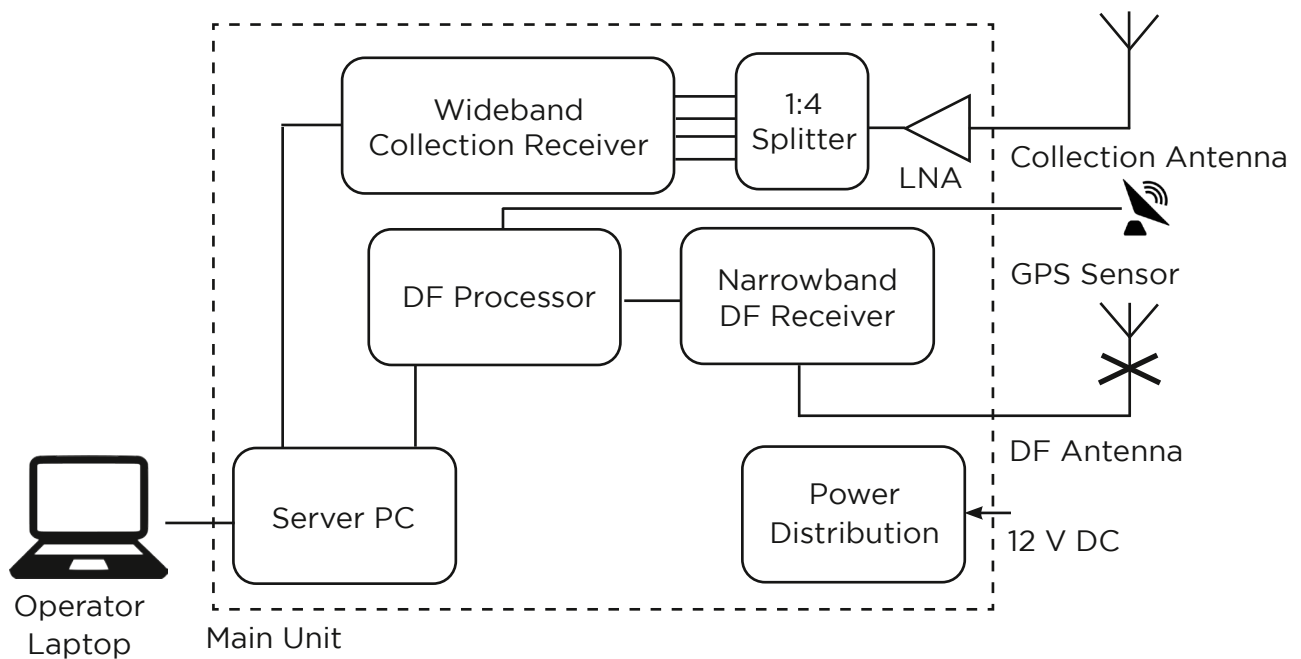 Wideband
Collection Receiver
1:4
Splitter
LNA
Collection Antenna
DF Processor
Narrowband
DF Receiver
GPS Sensor
DF Antenna
Server PC
Power
Distribution
12 V DC
Operator
Laptop
Main Unit